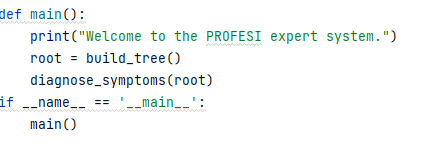 def main():
    print("Welcome to the PROFESI expert system.")
    root = build_tree()
    diagnose_symptoms(root)
if __name__ == '__main__':
    main()